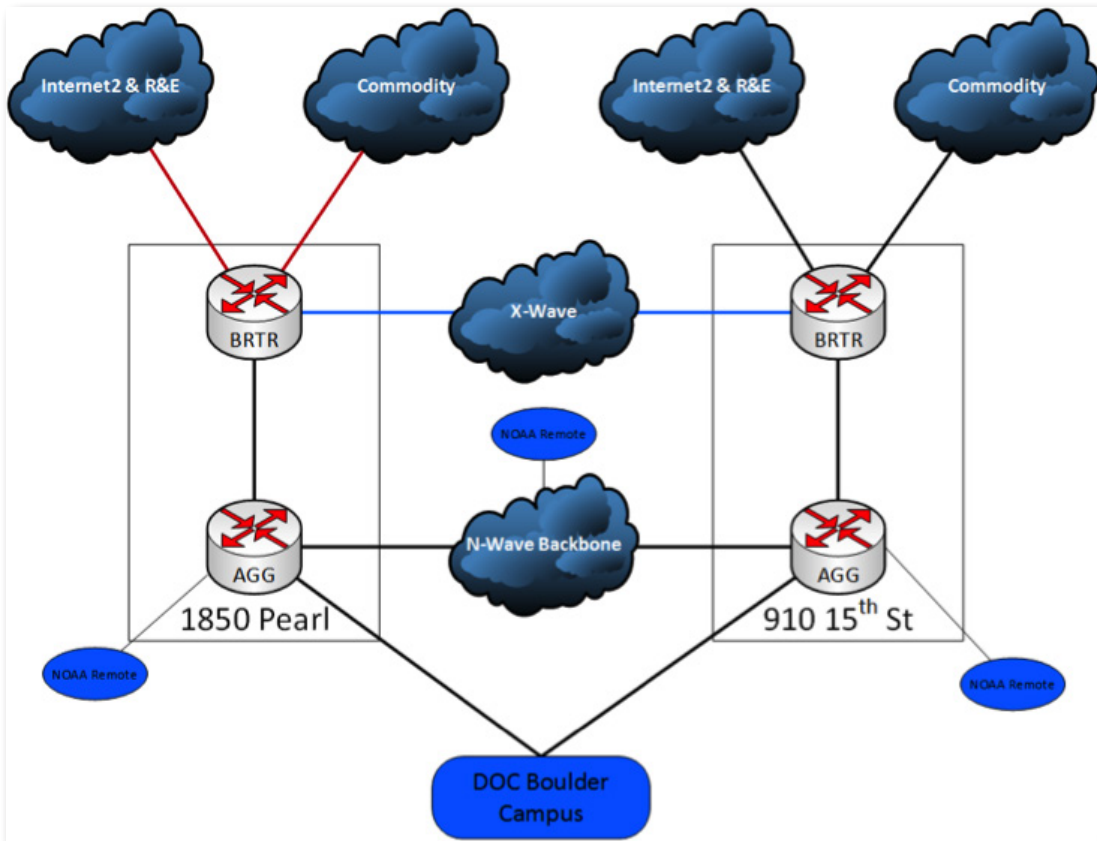 Internet2 & R&E
Commodity
Internet2 & R&E
Commodity
BRTR
X-Wave
BRTR
NOAA Remote
AGG
N-Wave Backbone
AGG
1850 Pearl
910 15th St
NOAA Remote
NOAA Remote
DOC Boulder
Campus